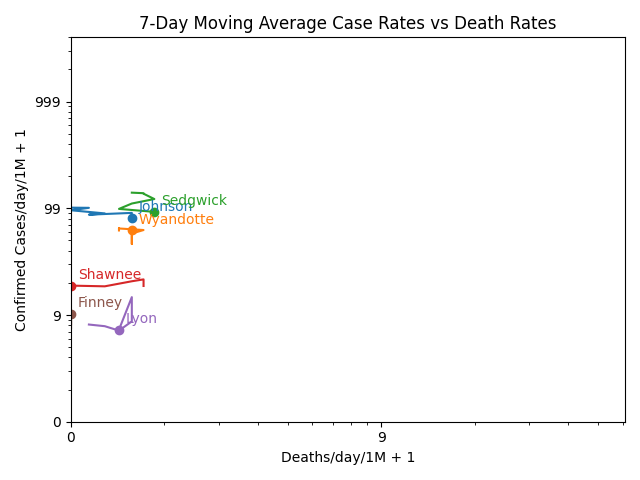 7-Day Moving Average Case Rates vs Death Rates
Confirmed Cases/day/1M + 1
999
99
9
0
Sedgwick
Johnson
Wyandotte
Shawnee
Finney
Lyon
0
9
Deaths/day/1M + 1